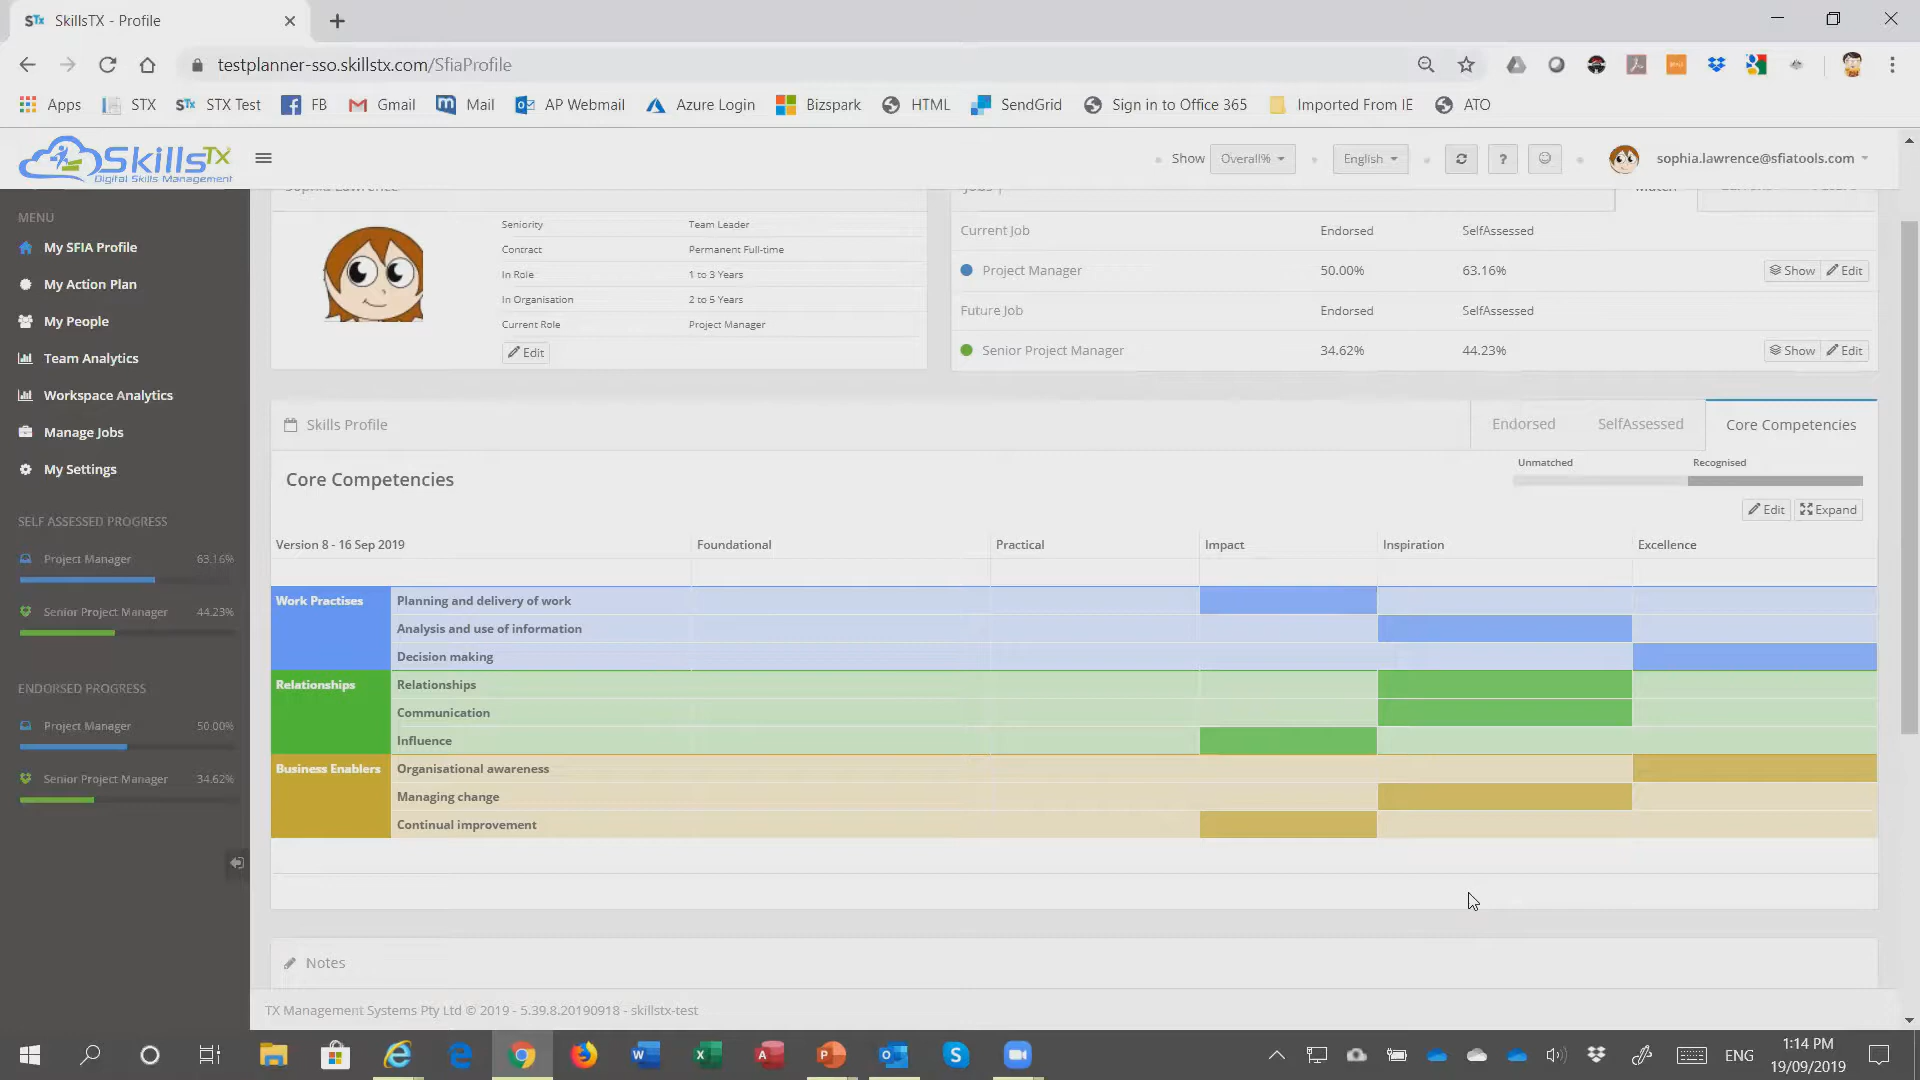 STx SkillsTX - Profile
testplanner-sso.skillstx.com/SfiaProfile
Apps STX STx STX Test FB Gmail Mail AP Webmail Azure Login Bizspark HTML SendGrid Sign in to Office 365 Imported From IE ATO
SkillsTX
Digital Skills Management
Show Overall% English ? sophia.lawrence@sfiatools.com
MENU
My SFIA Profile
My Action Plan
My People
Team Analytics
Workspace Analytics
Manage Jobs
My Settings
SELF ASSESSED PROGRESS
Project Manager 63.16%
Senior Project Manager 44.23%
ENDORSED PROGRESS
Project Manager 50.00%
Senior Project Manager 34.62%
Seniority Team Leader
Contract Permanent Full-time
In Role 1 to 3 Years
In Organisation 2 to 5 Years
Current Role Project Manager
Edit
Current Job Endorsed SelfAssessed
Project Manager 50.00% 63.16% Show Edit
Future Job Endorsed SelfAssessed
Senior Project Manager 34.62% 44.23% Show Edit
Skills Profile Endorsed SelfAssessed Core Competencies
Core Competencies
Unmatched Recognised
Edit Expand
Version 8 - 16 Sep 2019 Foundational Practical Impact Inspiration Excellence
Work Practises Planning and delivery of work
Analysis and use of information
Decision making
Relationships Relationships
Communication
Influence
Business Enablers Organisational awareness
Managing change
Continual improvement
Notes
TX Management Systems Pty Ltd © 2019 - 5.39.8.20190918 - skillstx-test
ENG
1:14 PM
19/09/2019